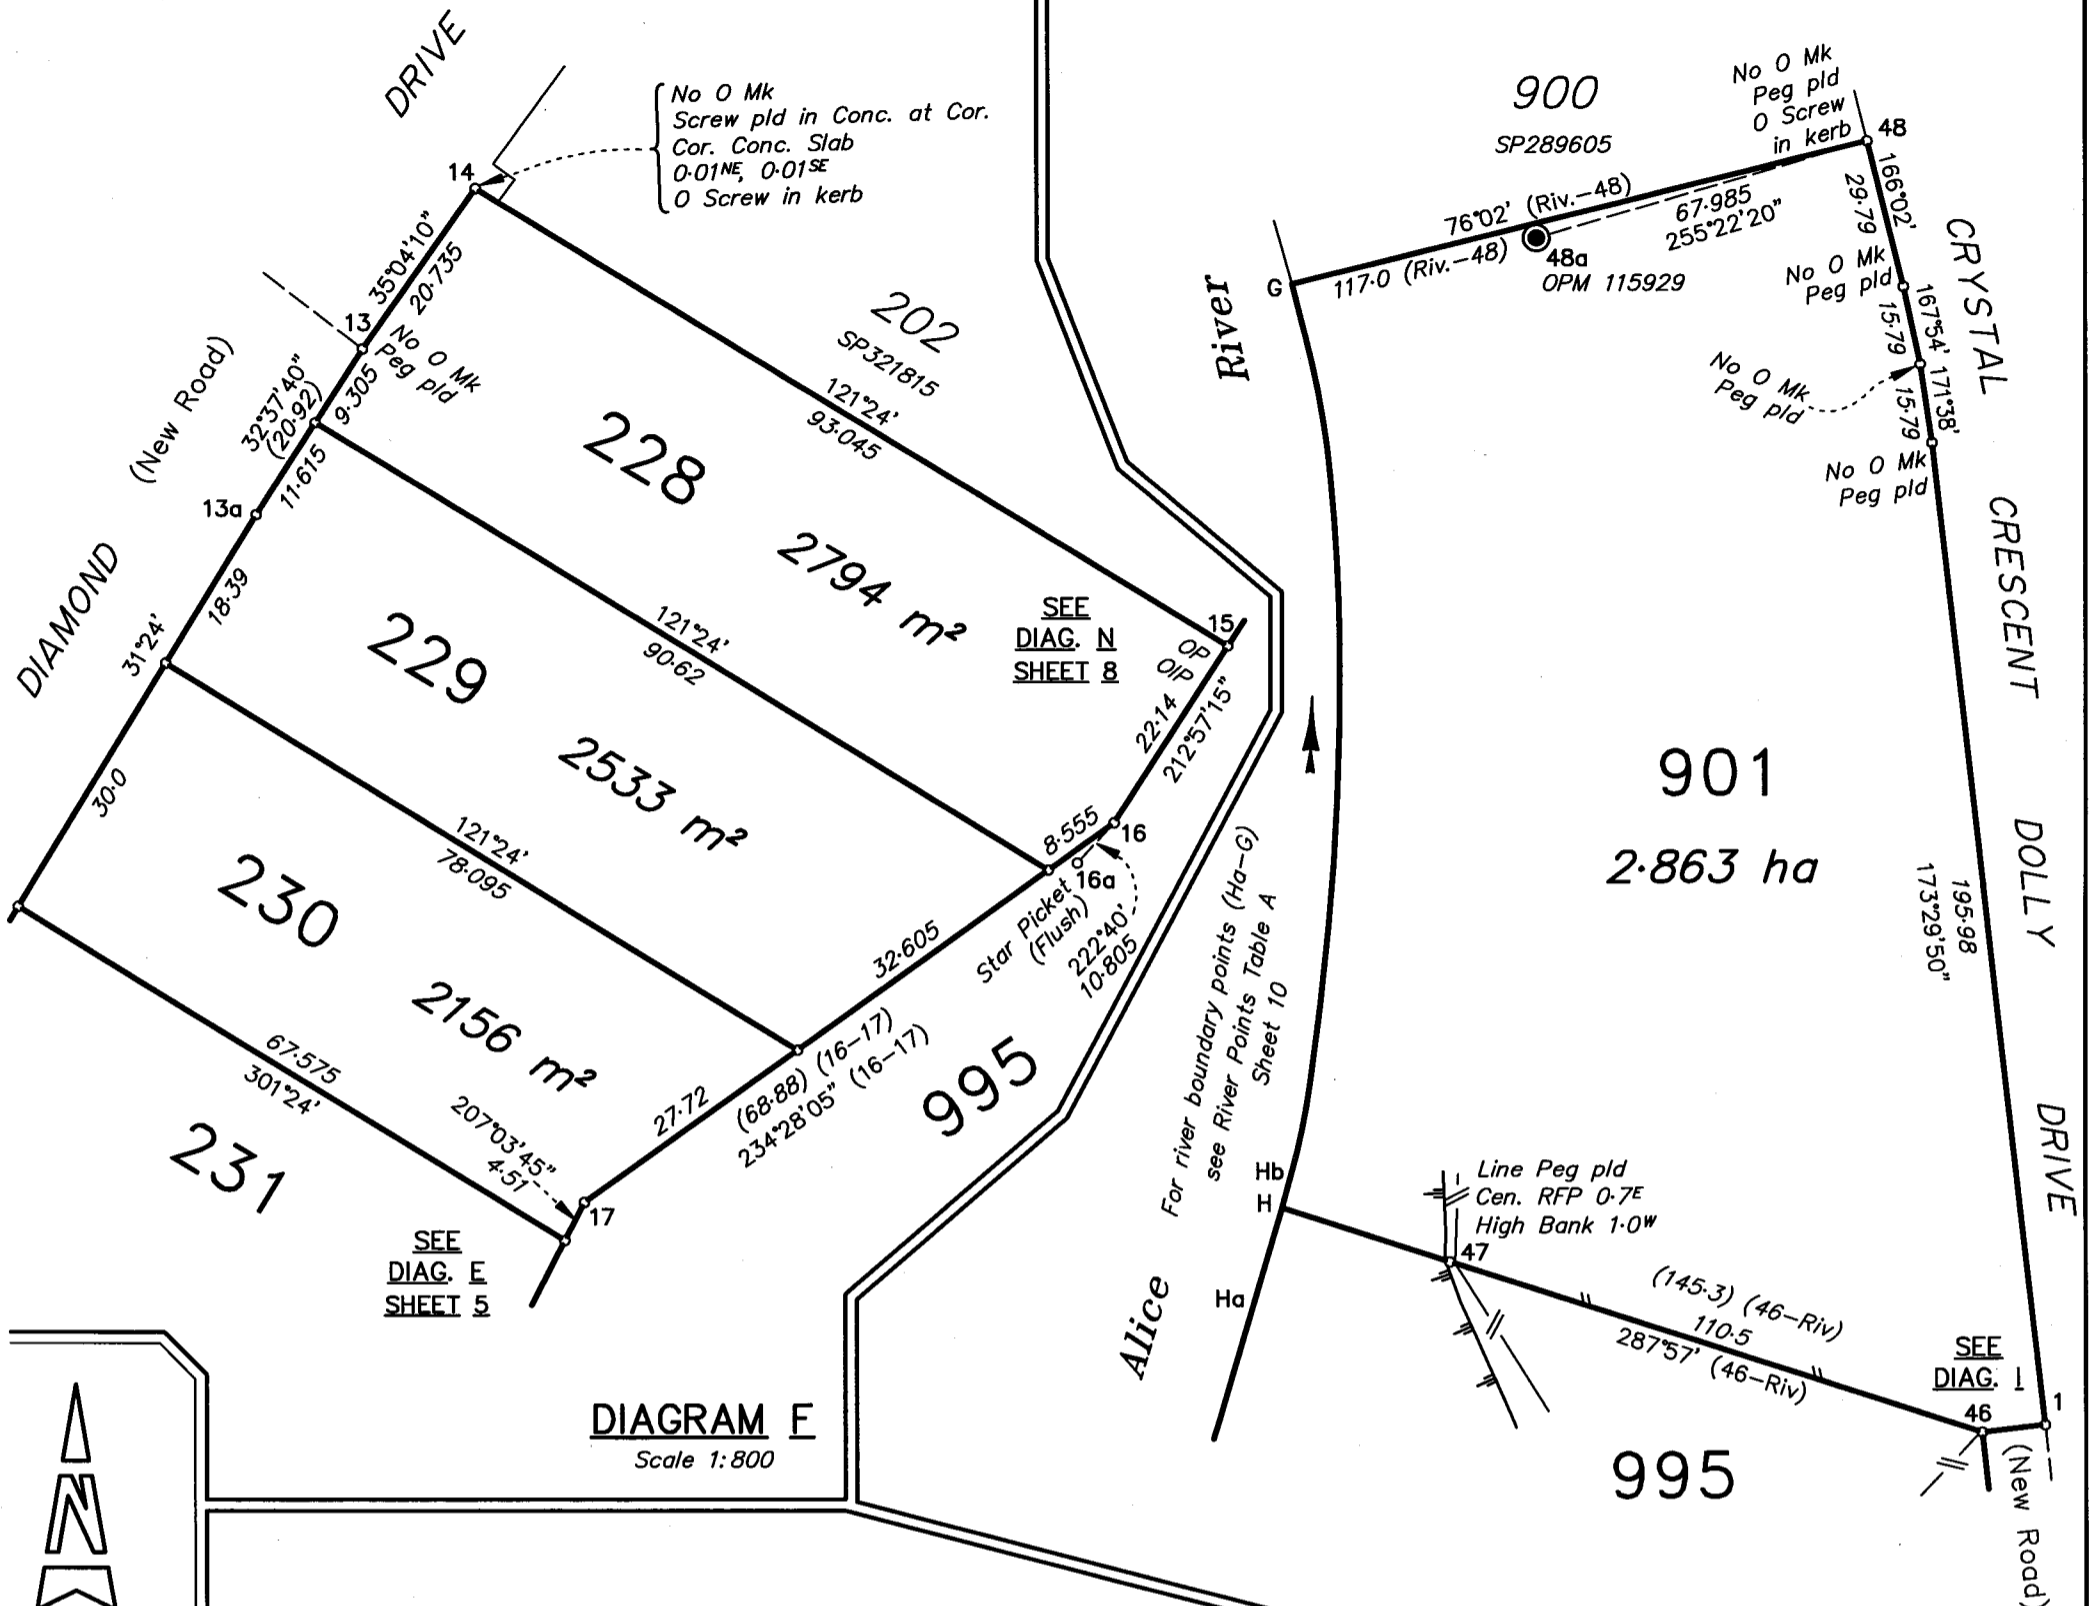 DRIVE
No O Mk
Screw pld in Conc. at Cor.
Cor. Conc. Slab
0·01NE, 0·01SE
O Screw in kerb
14
35°04'10"
20·735
13
No O Mk
Peg pld
(New Road)
32°37'40"
(20·92)
9·305
11·615
13a
DIAMOND
18·39
31°24'
30·0
202
SP321815
121°24'
93·045
228
2794 m²
SEE
DIAG. N
SHEET 8
15
OP
OIP
22·14
212°57'15"
121°24'
90·62
229
2533 m²
8·555
16
16a
Star Picket
(Flush)
222°40'
10·805
121°24'
78·095
32·605
230
2156 m²
67·575
301°24'
207°03'45"
4·51
17
27·72
(68·88) (16–17)
234°28'05" (16–17)
231
SEE
DIAG. E
SHEET 5
995
DIAGRAM F
Scale 1:800
N
900
SP289605
No O Mk
Peg pld
O Screw
in kerb
48
76°02' (Riv.–48)
117·0 (Riv.–48)
67·985
255°22'20"
48a
OPM 115929
G
River
166°02'
29·79
No O Mk
Peg pld
167°54'
15·79
No O Mk
Peg pld
171°38'
15·79
No O Mk
Peg pld
CRYSTAL
CRESCENT
DOLLY
DRIVE
901
2·863 ha
195·98
173°29'50"
For river boundary points (Ha–G)
see River Points Table A
Sheet 10
Hb
H
Ha
Alice
Line Peg pld
Cen. RFP 0·7E
High Bank 1·0W
47
(145·3) (46–Riv)
110·5
287°57' (46–Riv)
SEE
DIAG. I
46
1
995
(New Road)